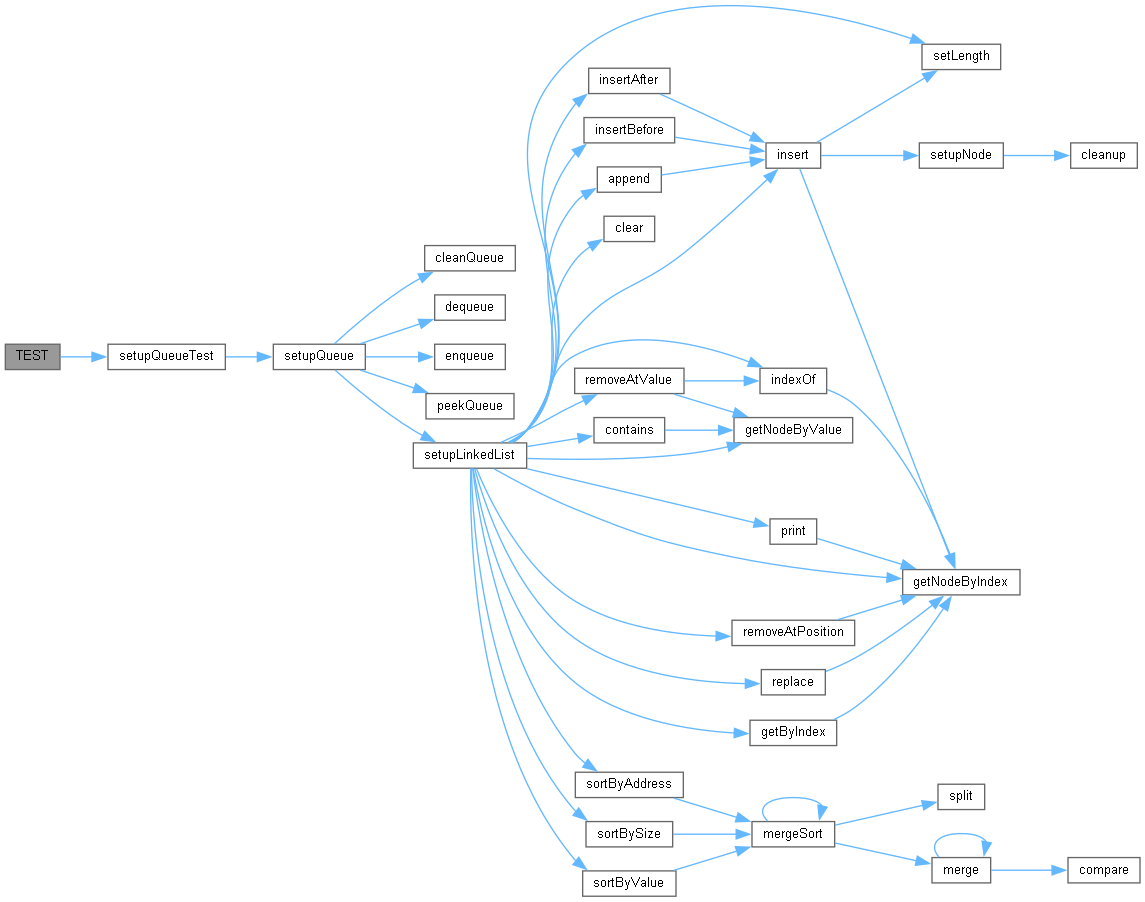 setLength
insertAfter
insertBefore
insert
setupNode
cleanup
append
clear
cleanQueue
dequeue
TEST
setupQueueTest
setupQueue
enqueue
removeAtValue
indexOf
peekQueue
contains
getNodeByValue
setupLinkedList
print
getNodeByIndex
removeAtPosition
replace
getByIndex
sortByAddress
split
sortBySize
mergeSort
merge
compare
sortByValue